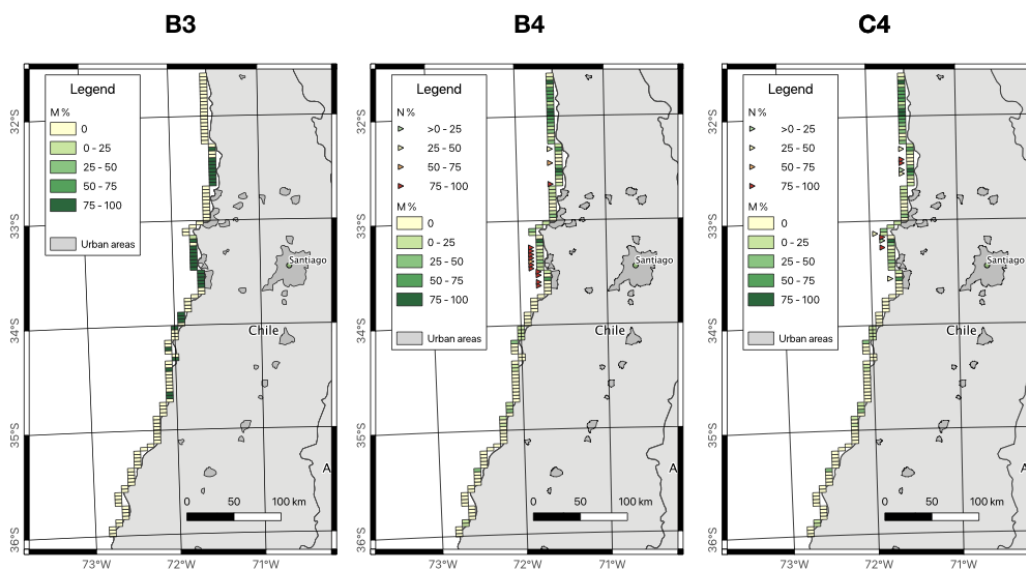 B3
B4
C4
Legend
M %
0
0 - 25
25 - 50
50 - 75
75 - 100
Urban areas
Santiago
Chile
A
0 50 100 km
32°S
33°S
34°S
35°S
36°S
73°W 72°W 71°W
Legend
N %
>0 - 25
25 - 50
50 - 75
75 - 100
M %
0
0 - 25
25 - 50
50 - 75
75 - 100
Urban areas
Santiago
Chile
A
0 50 100 km
32°S
33°S
34°S
35°S
36°S
73°W 72°W 71°W
Legend
N %
>0 - 25
25 - 50
50 - 75
75 - 100
M %
0
0 - 25
25 - 50
50 - 75
75 - 100
Urban areas
Santiago
Chile
A
0 50 100 km
32°S
33°S
34°S
35°S
36°S
73°W 72°W 71°W